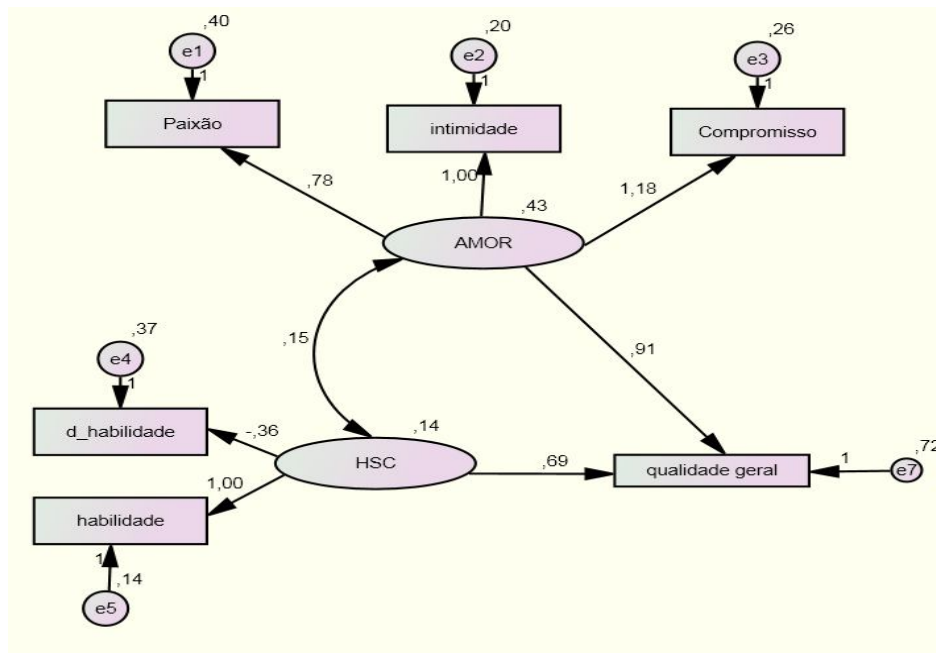 ,40
e1
1
Paixão
,20
e2
1
intimidade
,26
e3
1
Compromisso
,78
1,00
1,18
,43
AMOR
,15
,91
,37
e4
1
d_habilidade
-,36
,14
HSC
,69
qualidade geral
1
,72
e7
1,00
habilidade
1
,14
e5